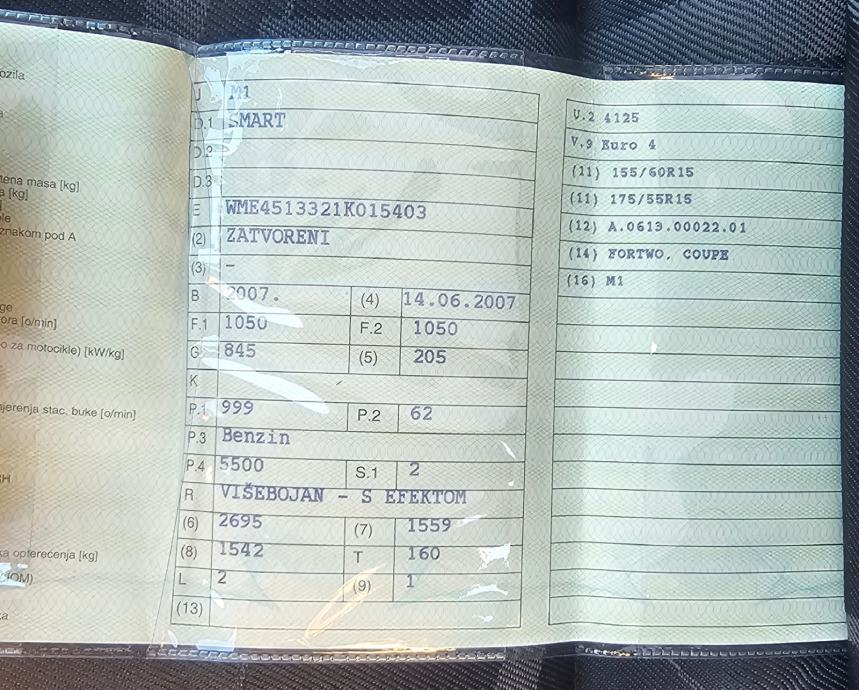 ozila
a
tena masa [kg]
a [kg]
le
znakom pod A
ge
ora [o/min]
o za motocikle) [kW/kg]
njerenja stac. buke [o/min]
H
ka opterećenja [kg]
(IOM)
ka
J M1
D.1 SMART
D.2
D.3
E WME4513321K015403
(2) ZATVORENI
(3) –
B 2007. (4) 14.06.2007
F.1 1050 F.2 1050
G 845 (5) 205
K
P.1 999 P.2 62
P.3 Benzin
P.4 5500 S.1 2
R VIŠEBOJAN - S EFEKTOM
(6) 2695 (7) 1559
(8) 1542 T 160
L 2 (9) 1
(13)
V.2 4125
V.9 Euro 4
(11) 155/60R15
(11) 175/55R15
(12) A.0613.00022.01
(14) FORTWO, COUPE
(16) M1